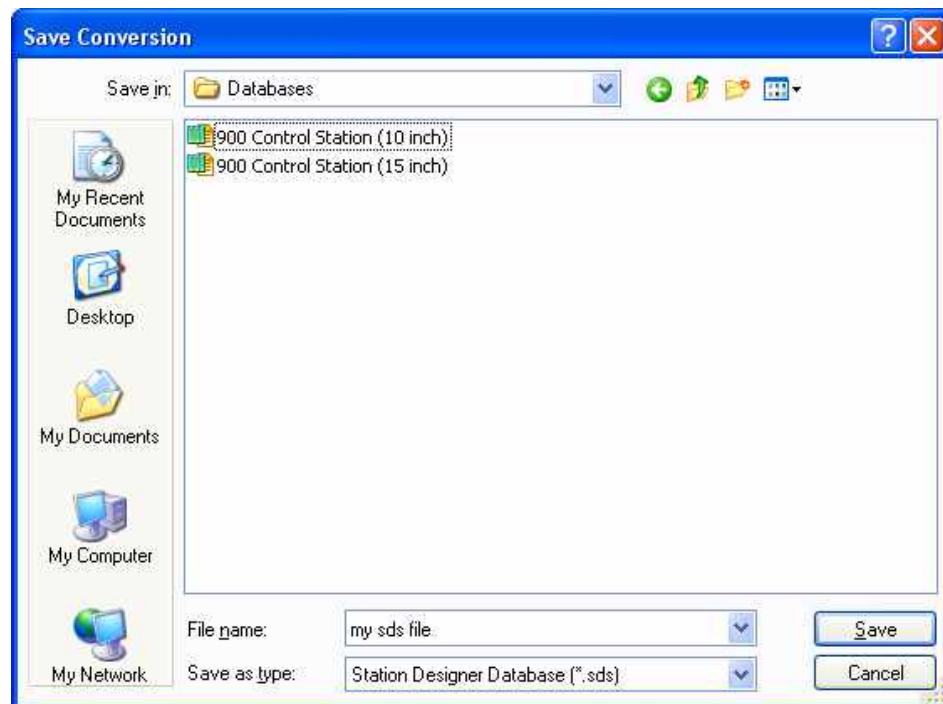 Save Conversion
Save in:
Databases
900 Control Station (10 inch)
900 Control Station (15 inch)
My Recent
Documents
Desktop
My Documents
My Computer
My Network
File name:
my sds file
Save
Save as type:
Station Designer Database (*.sds)
Cancel